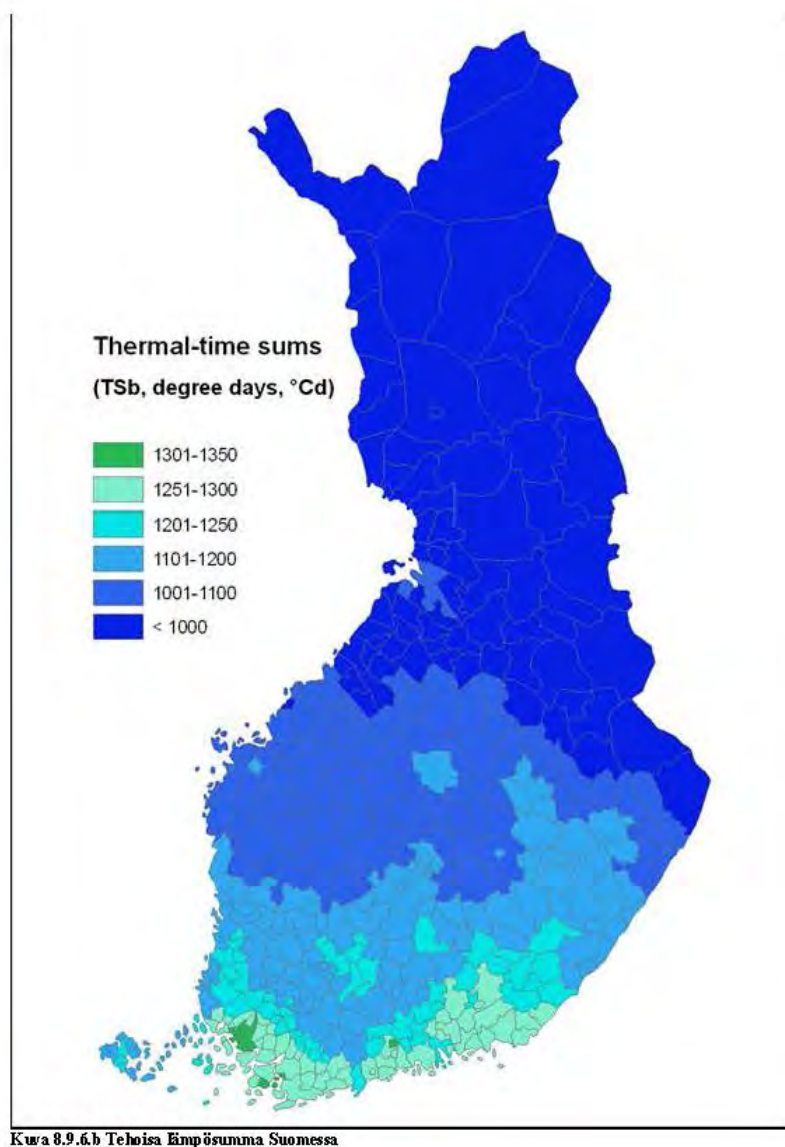 Thermal-time sums
(TSb, degree days, °Cd)
1301-1350
1251-1300
1201-1250
1101-1200
1001-1100
< 1000
Kuva 8.9.6.b Tehoisa lämpösumma Suomessa